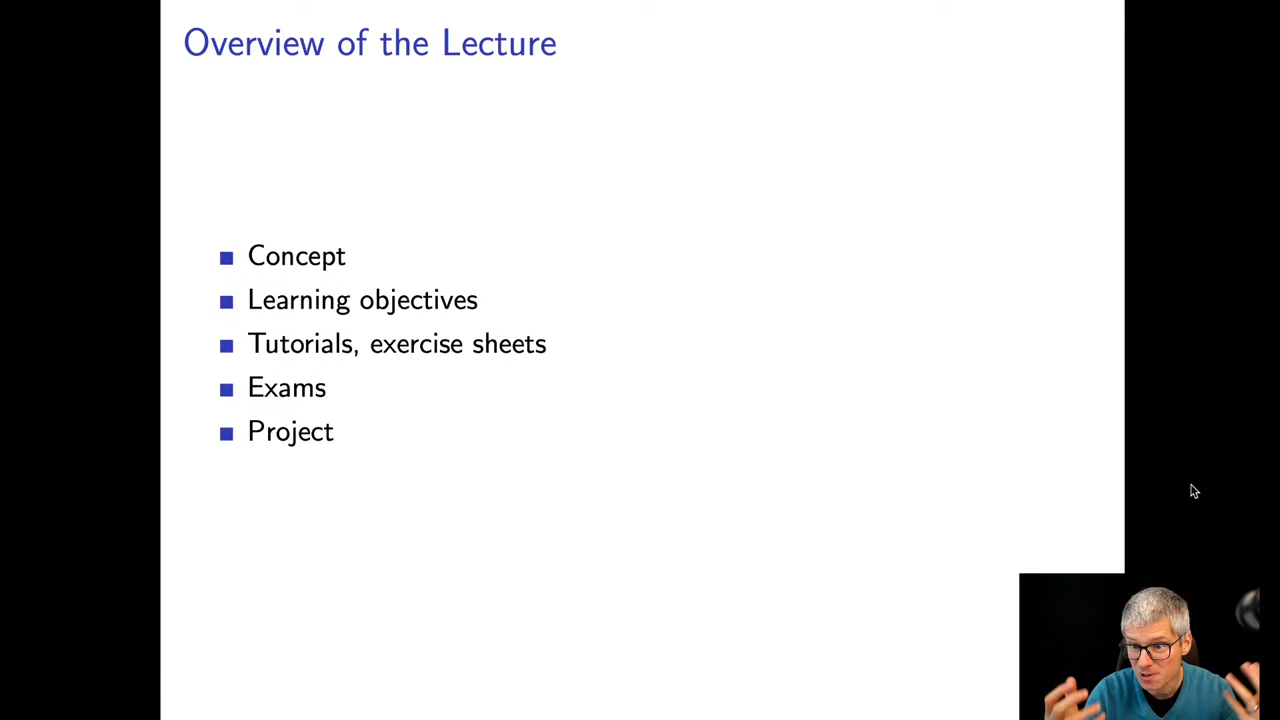 Overview of the Lecture
Concept
Learning objectives
Tutorials, exercise sheets
Exams
Project